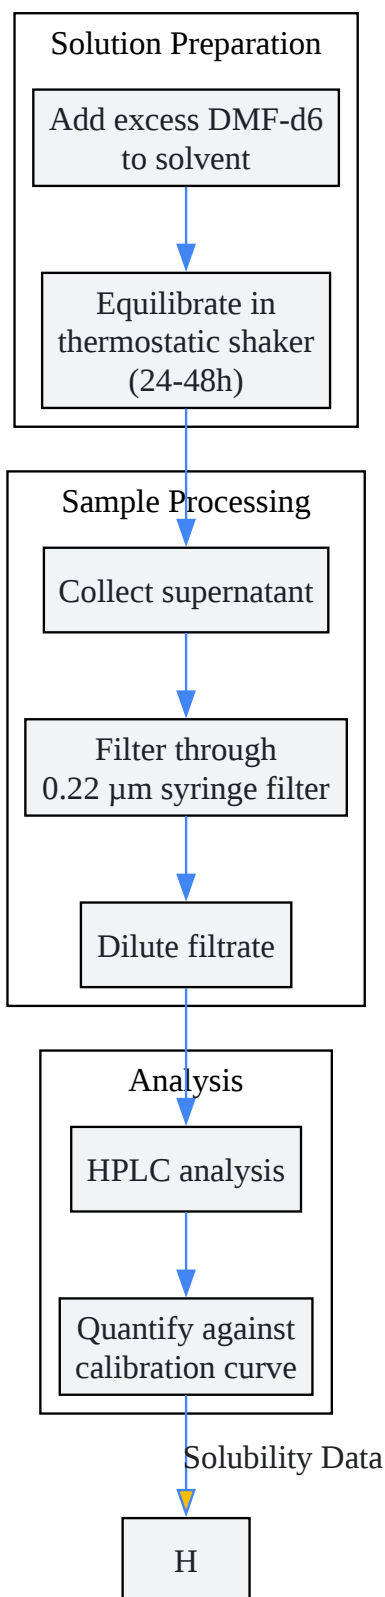 Solution Preparation
Add excess DMF-d6
to solvent
Equilibrate in
thermostatic shaker
(24-48h)
Sample Processing
Collect supernatant
Filter through
0.22 µm syringe filter
Dilute filtrate
Analysis
HPLC analysis
Quantify against
calibration curve
Solubility Data
H